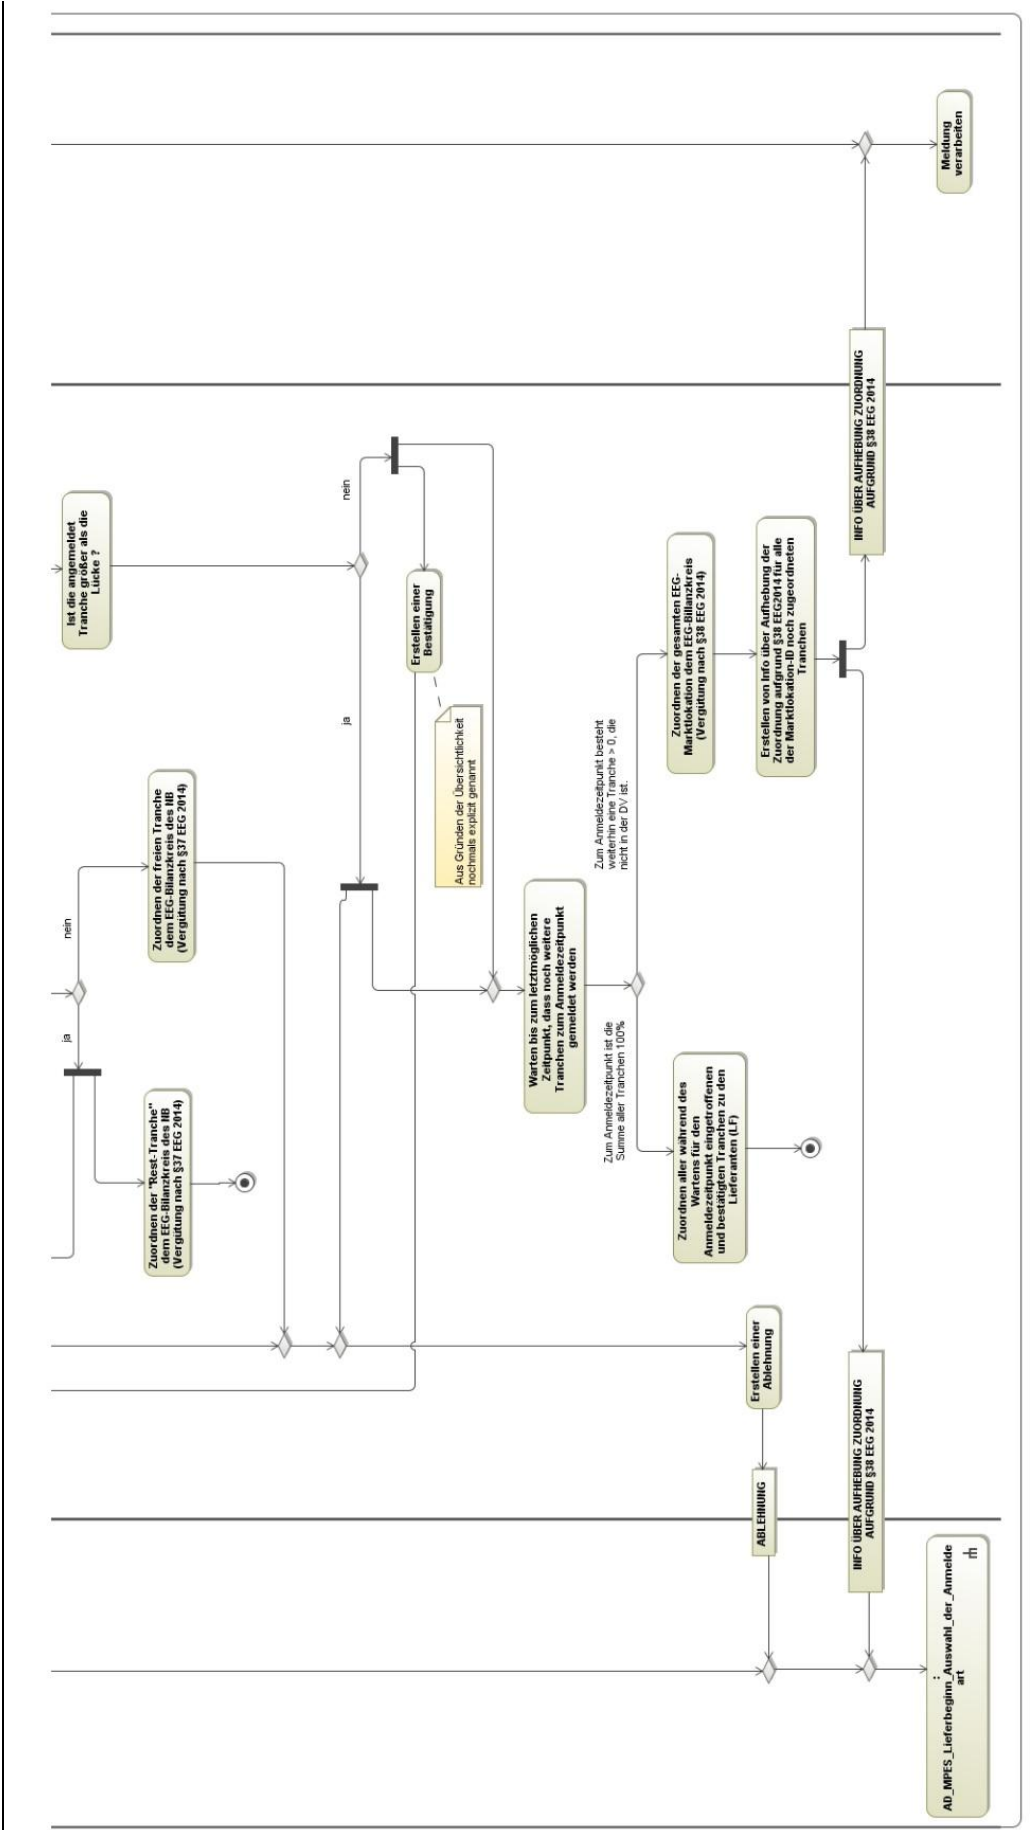 Meldung
verarbeiten
INFO ÜBER AUFHEBUNG ZUORDNUNG
AUFGRUND §38 EEG 2014
Ist die angemeldet
Tranche größer als die
Lücke ?
nein
ja
Erstellen einer
Bestätigung
Aus Gründen der Übersichtlichkeit
nochmals explizit genannt
nein
ja
Zuordnen der freien Tranche
dem EEG-Bilanzkreis des NB
(Vergütung nach §37 EEG 2014)
Zuordnen der "Rest-Tranche"
dem EEG-Bilanzkreis des NB
(Vergütung nach §37 EEG 2014)
Warten bis zum letztmöglichen
Zeitpunkt, dass noch weitere
Tranchen zum Anmeldezeitpunkt
gemeldet werden
Zum Anmeldezeitpunkt besteht
weiterhin eine Tranche > 0, die
nicht in der DV ist.
Zum Anmeldezeitpunkt ist die
Summe aller Tranchen 100%
Zuordnen der gesamten EEG-
Marktlokation dem EEG-Billanzkreis
(Vergütung nach §38 EEG 2014)
Erstellen von Info über Aufhebung der
Zuordnung aufgrund §38 EEG2014 für alle
der Marktlokation-ID noch zugeordneten
Tranchen
Zuordnen aller während des
Wartens für den
Anmeldezeitpunkt eingetroffenen
und bestätigten Tranchen zu den
Lieferanten (LF)
Erstellen einer
Ablehnung
ABLEHNUNG
INFO ÜBER AUFHEBUNG ZUORDNUNG
AUFGRUND §38 EEG 2014
:
AD_MPES_Lieferbeginn_Auswahl_der_Anmelde
art